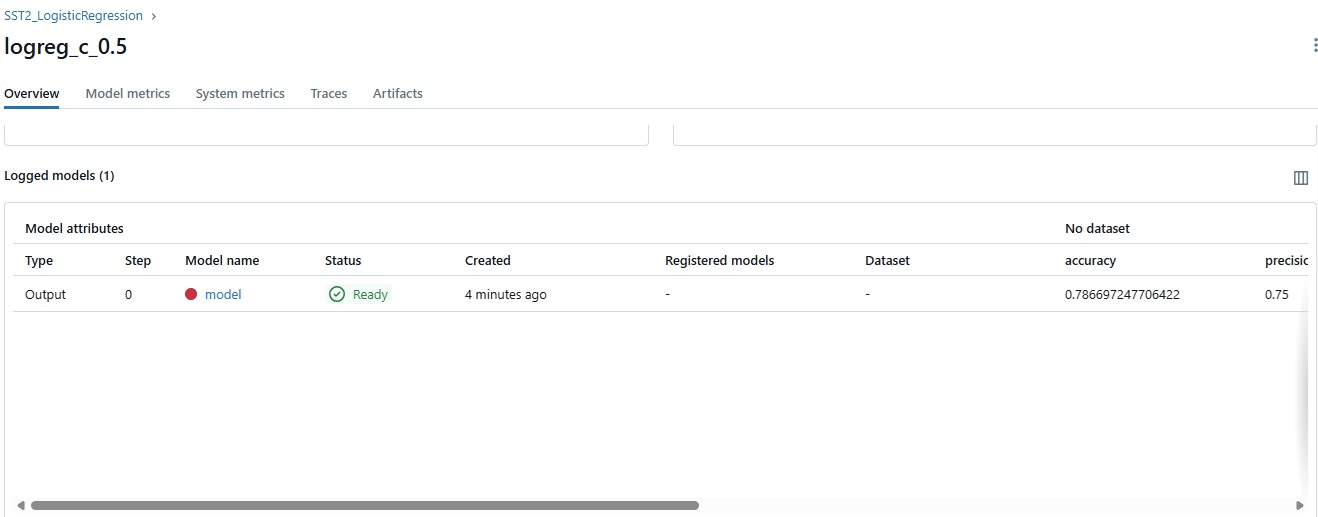 SST2_LogisticRegression >
logreg_c_0.5
Overview Model metrics System metrics Traces Artifacts
Logged models (1)
Model attributes No dataset
Type Step Model name Status Created Registered models Dataset accuracy precisic
Output 0 model Ready 4 minutes ago - - 0.786697247706422 0.75